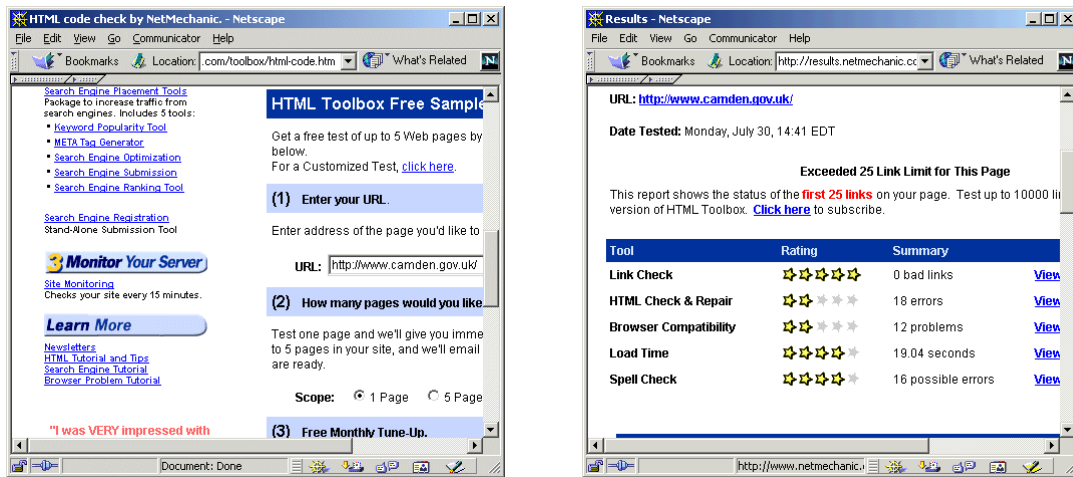 HTML code check by NetMechanic. - Netscape
File Edit View Go Communicator Help
Bookmarks Location: .com/toolbox/html-code.htm What's Related N
Search Engine Placement Tools
Package to increase traffic from
search engines. Includes 5 tools:
Keyword Popularity Tool
META Tag Generator
Search Engine Optimization
Search Engine Submission
Search Engine Ranking Tool
Search Engine Registration
Stand-Alone Submission Tool
3 Monitor Your Server
Site Monitoring
Checks your site every 15 minutes.
Learn More
Newsletters
HTML Tutorial and Tips
Search Engine Tutorial
Browser Problem Tutorial
"I was VERY impressed with
HTML Toolbox Free Sample
Get a free test of up to 5 Web pages by
below.
For a Customized Test, click here.
(1) Enter your URL.
Enter address of the page you'd like to
URL: http://www.camden.gov.uk/
(2) How many pages would you like
Test one page and we'll give you imme
to 5 pages in your site, and we'll email
are ready.
Scope: 1 Page 5 Page
(3) Free Monthly Tune-Up.
Document: Done
Results - Netscape
File Edit View Go Communicator Help
Bookmarks Location: http://results.netmechanic.cc What's Related N
URL: http://www.camden.gov.uk/
Date Tested: Monday, July 30, 14:41 EDT
Exceeded 25 Link Limit for This Page
This report shows the status of the first 25 links on your page. Test up to 10000 li
version of HTML Toolbox. Click here to subscribe.
Tool Rating Summary
Link Check 0 bad links View
HTML Check & Repair 18 errors View
Browser Compatibility 12 problems View
Load Time 19.04 seconds View
Spell Check 16 possible errors View
http://www.netmechanic.